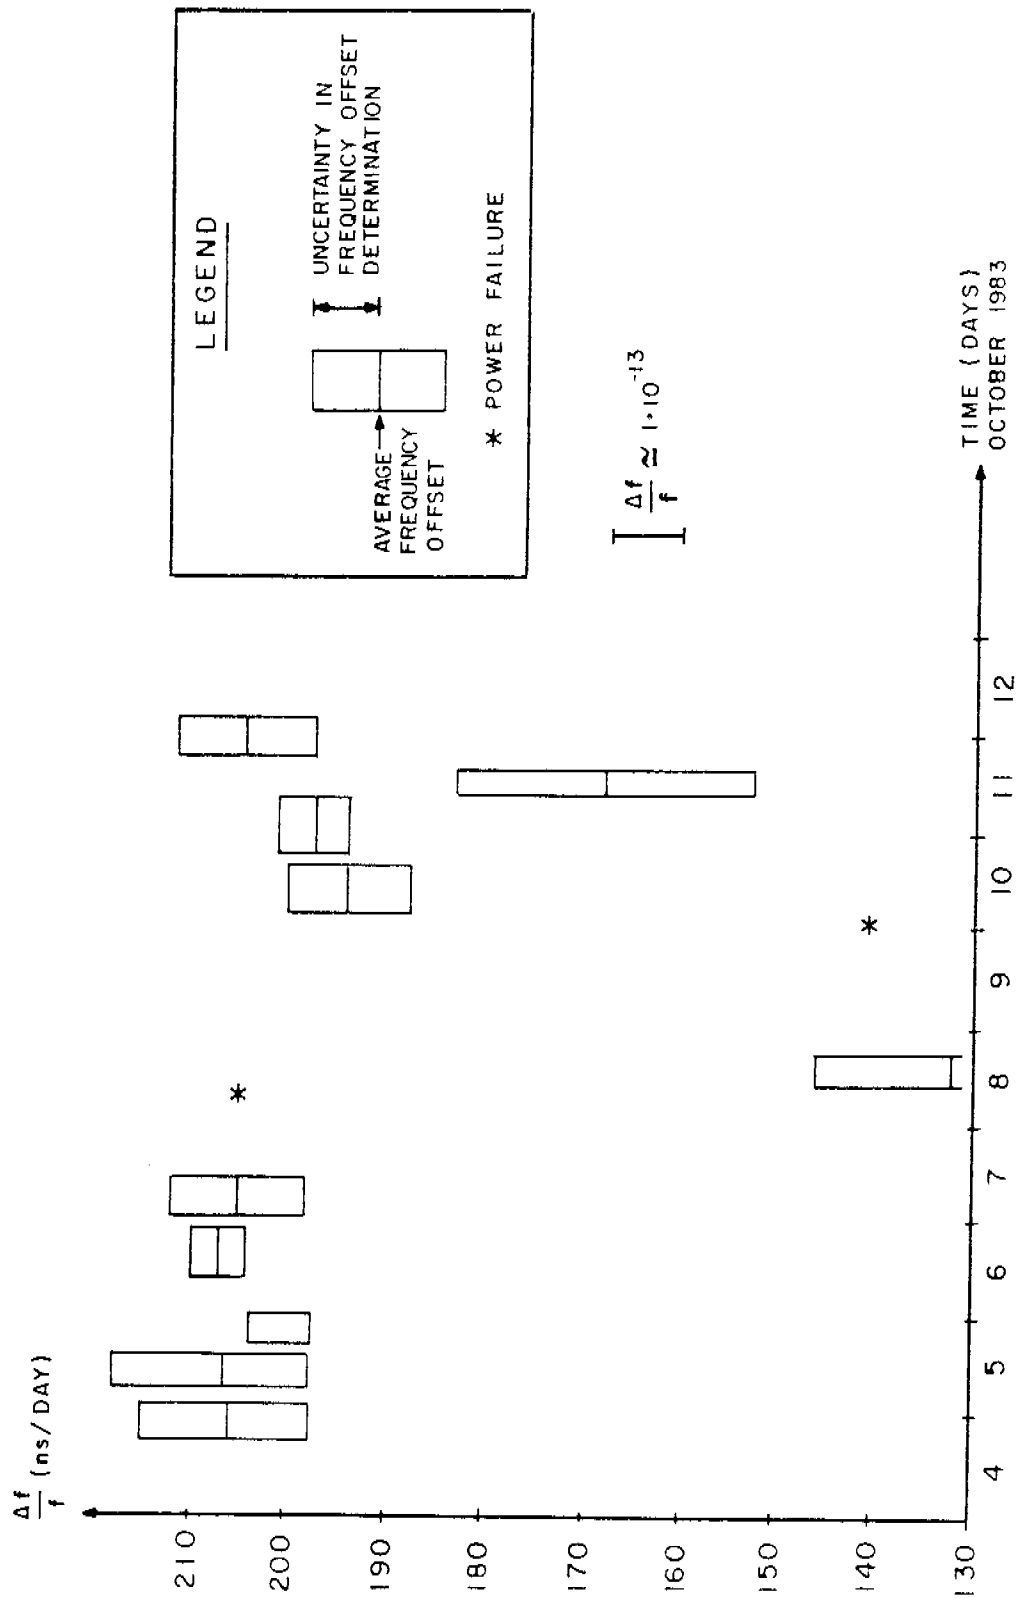 Δf
f
(ns/DAY)
210
200
190
180
170
160
150
140
130
4
5
6
7
8
9
10
11
12
TIME (DAYS)
OCTOBER 1983
*
*
LEGEND
AVERAGE
FREQUENCY
OFFSET
UNCERTAINTY IN
FREQUENCY OFFSET
DETERMINATION
* POWER FAILURE
Δf
f
≃ 1·10⁻¹³